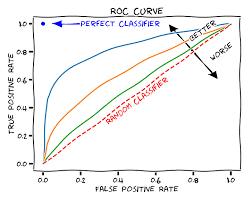 ROC CURVE
PERFECT CLASSIFIER
BETTER
WORSE
RANDOM CLASSIFIER
TRUE POSITIVE RATE
1.0
0.8
0.6
0.4
0.2
0.0
0.0 0.2 0.4 0.6 0.8 1.0
FALSE POSITIVE RATE